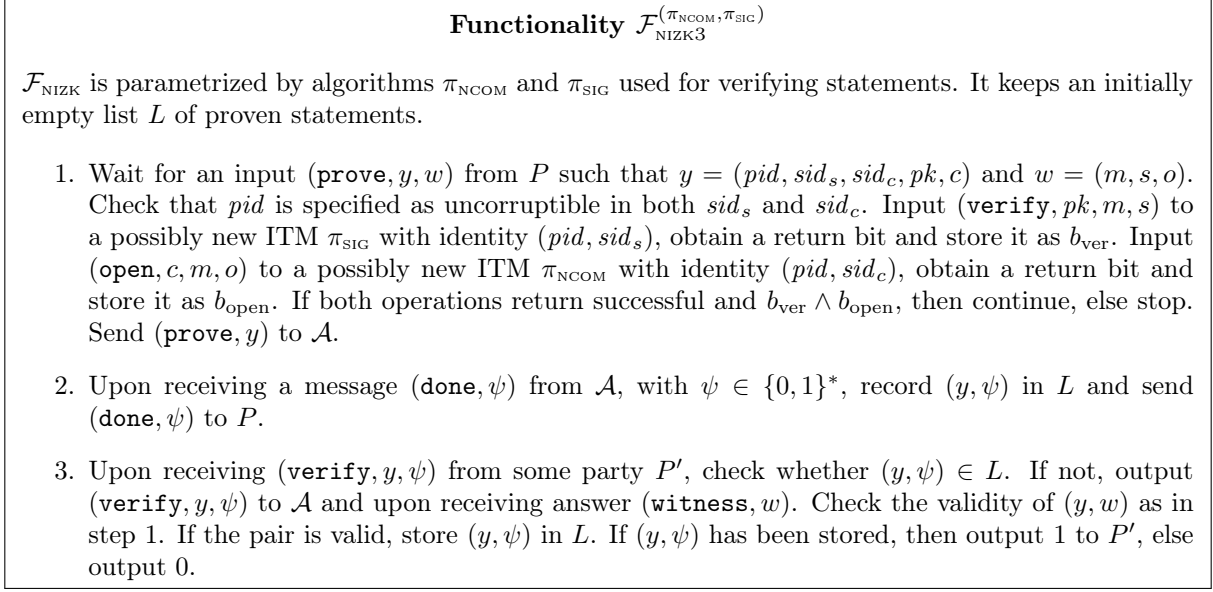 Functionality $\mathcal{F}_{\text{NIZK3}}^{(\pi_{\text{NCOM}},\pi_{\text{SIG}})}$
$\mathcal{F}_{\text{NIZK}}$ is parametrized by algorithms $\pi_{\text{NCOM}}$ and $\pi_{\text{SIG}}$ used for verifying statements. It keeps an initially
empty list $L$ of proven statements.
1. Wait for an input (prove, $y, w$) from $P$ such that $y = (pid, sid_s, sid_c, pk, c)$ and $w = (m, s, o)$.
Check that $pid$ is specified as uncorruptible in both $sid_s$ and $sid_c$. Input (verify, $pk, m, s$) to
a possibly new ITM $\pi_{\text{SIG}}$ with identity $(pid, sid_s)$, obtain a return bit and store it as $b_{\text{ver}}$. Input
(open, $c, m, o$) to a possibly new ITM $\pi_{\text{NCOM}}$ with identity $(pid, sid_c)$, obtain a return bit and
store it as $b_{\text{open}}$. If both operations return successful and $b_{\text{ver}} \wedge b_{\text{open}}$, then continue, else stop.
Send (prove, $y$) to $\mathcal{A}$.
2. Upon receiving a message (done, $\psi$) from $\mathcal{A}$, with $\psi \in \{0, 1\}^*$, record $(y, \psi)$ in $L$ and send
(done, $\psi$) to $P$.
3. Upon receiving (verify, $y, \psi$) from some party $P'$, check whether $(y, \psi) \in L$. If not, output
(verify, $y, \psi$) to $\mathcal{A}$ and upon receiving answer (witness, $w$). Check the validity of $(y, w)$ as in
step 1. If the pair is valid, store $(y, \psi)$ in $L$. If $(y, \psi)$ has been stored, then output 1 to $P'$, else
output 0.